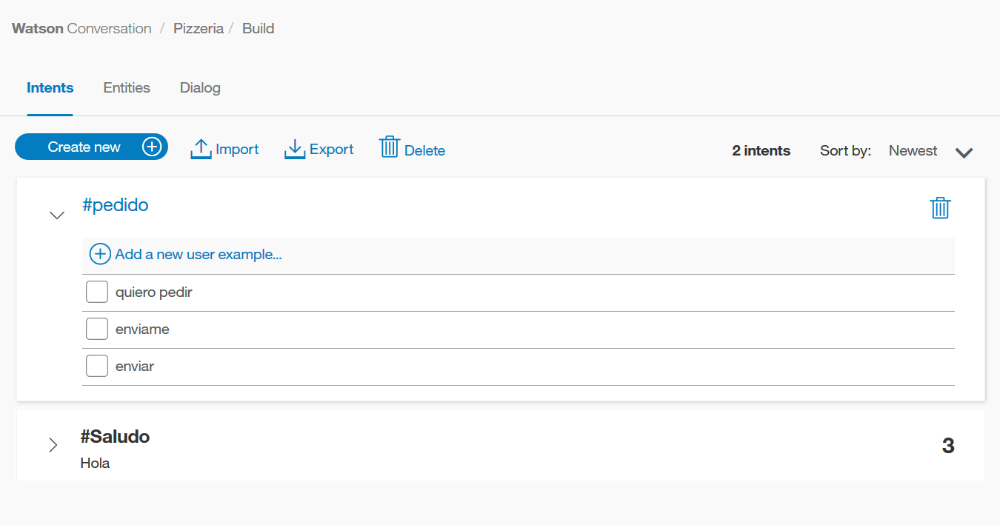 Watson Conversation / Pizzeria / Build
Intents Entities Dialog
Create new Import Export Delete 2 intents Sort by: Newest
#pedido
Add a new user example...
quiero pedir
enviame
enviar
#Saludo
Hola
3